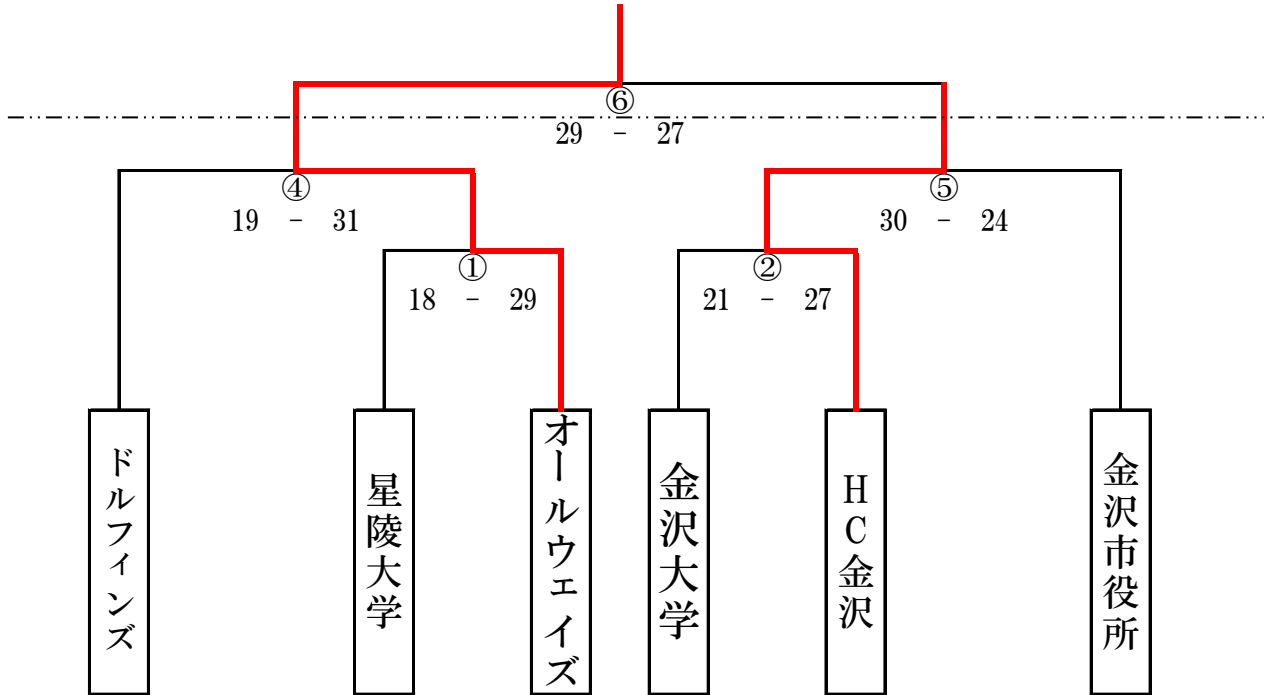 ⑥
29 - 27
④
⑤
19 - 31
30 - 24
①
②
18 - 29
21 - 27
ドルフィンズ
星陵大学
オールウェイズ
金沢大学
HC金沢
金沢市役所